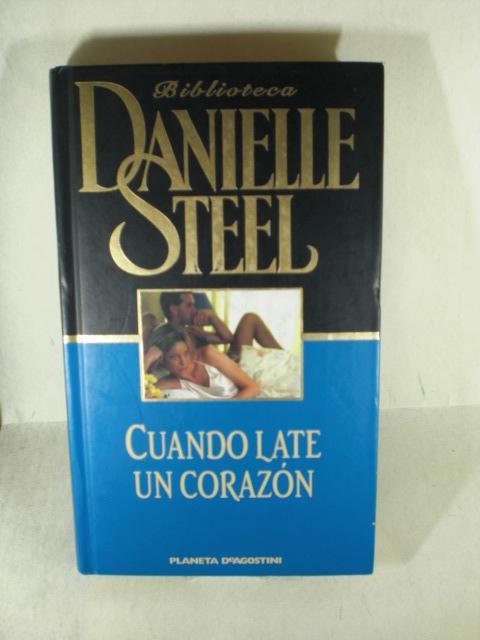 Biblioteca
DANIELLE
STEEL
CUANDO LATE
UN CORAZÓN
PLANETA DEAGOSTINI